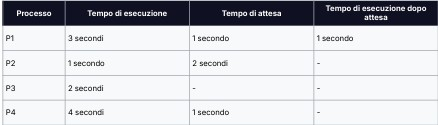 Processo Tempo di esecuzione Tempo di attesa Tempo di esecuzione dopo attesa
P1 3 secondi 1 secondo 1 secondo
P2 1 secondo 2 secondi -
P3 2 secondi - -
P4 4 secondi 1 secondo -